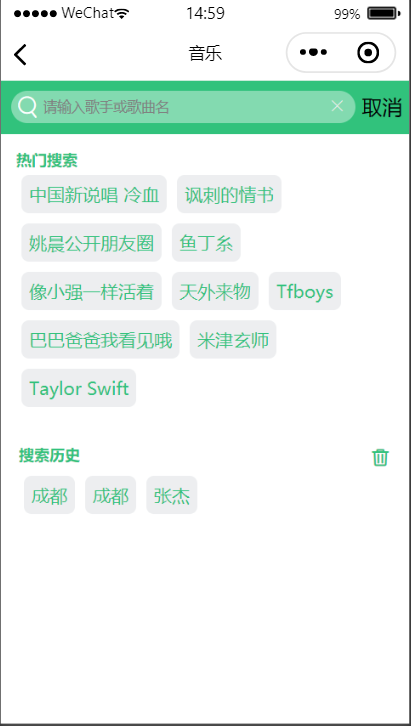 WeChat 14:59 99%
音乐
请输入歌手或歌曲名 取消
热门搜索
中国新说唱 冷血 讽刺的情书
姚晨公开朋友圈 鱼丁糸
像小强一样活着 天外来物 Tfboys
巴巴爸爸我看见哦 米津玄师
Taylor Swift
搜索历史
成都 成都 张杰